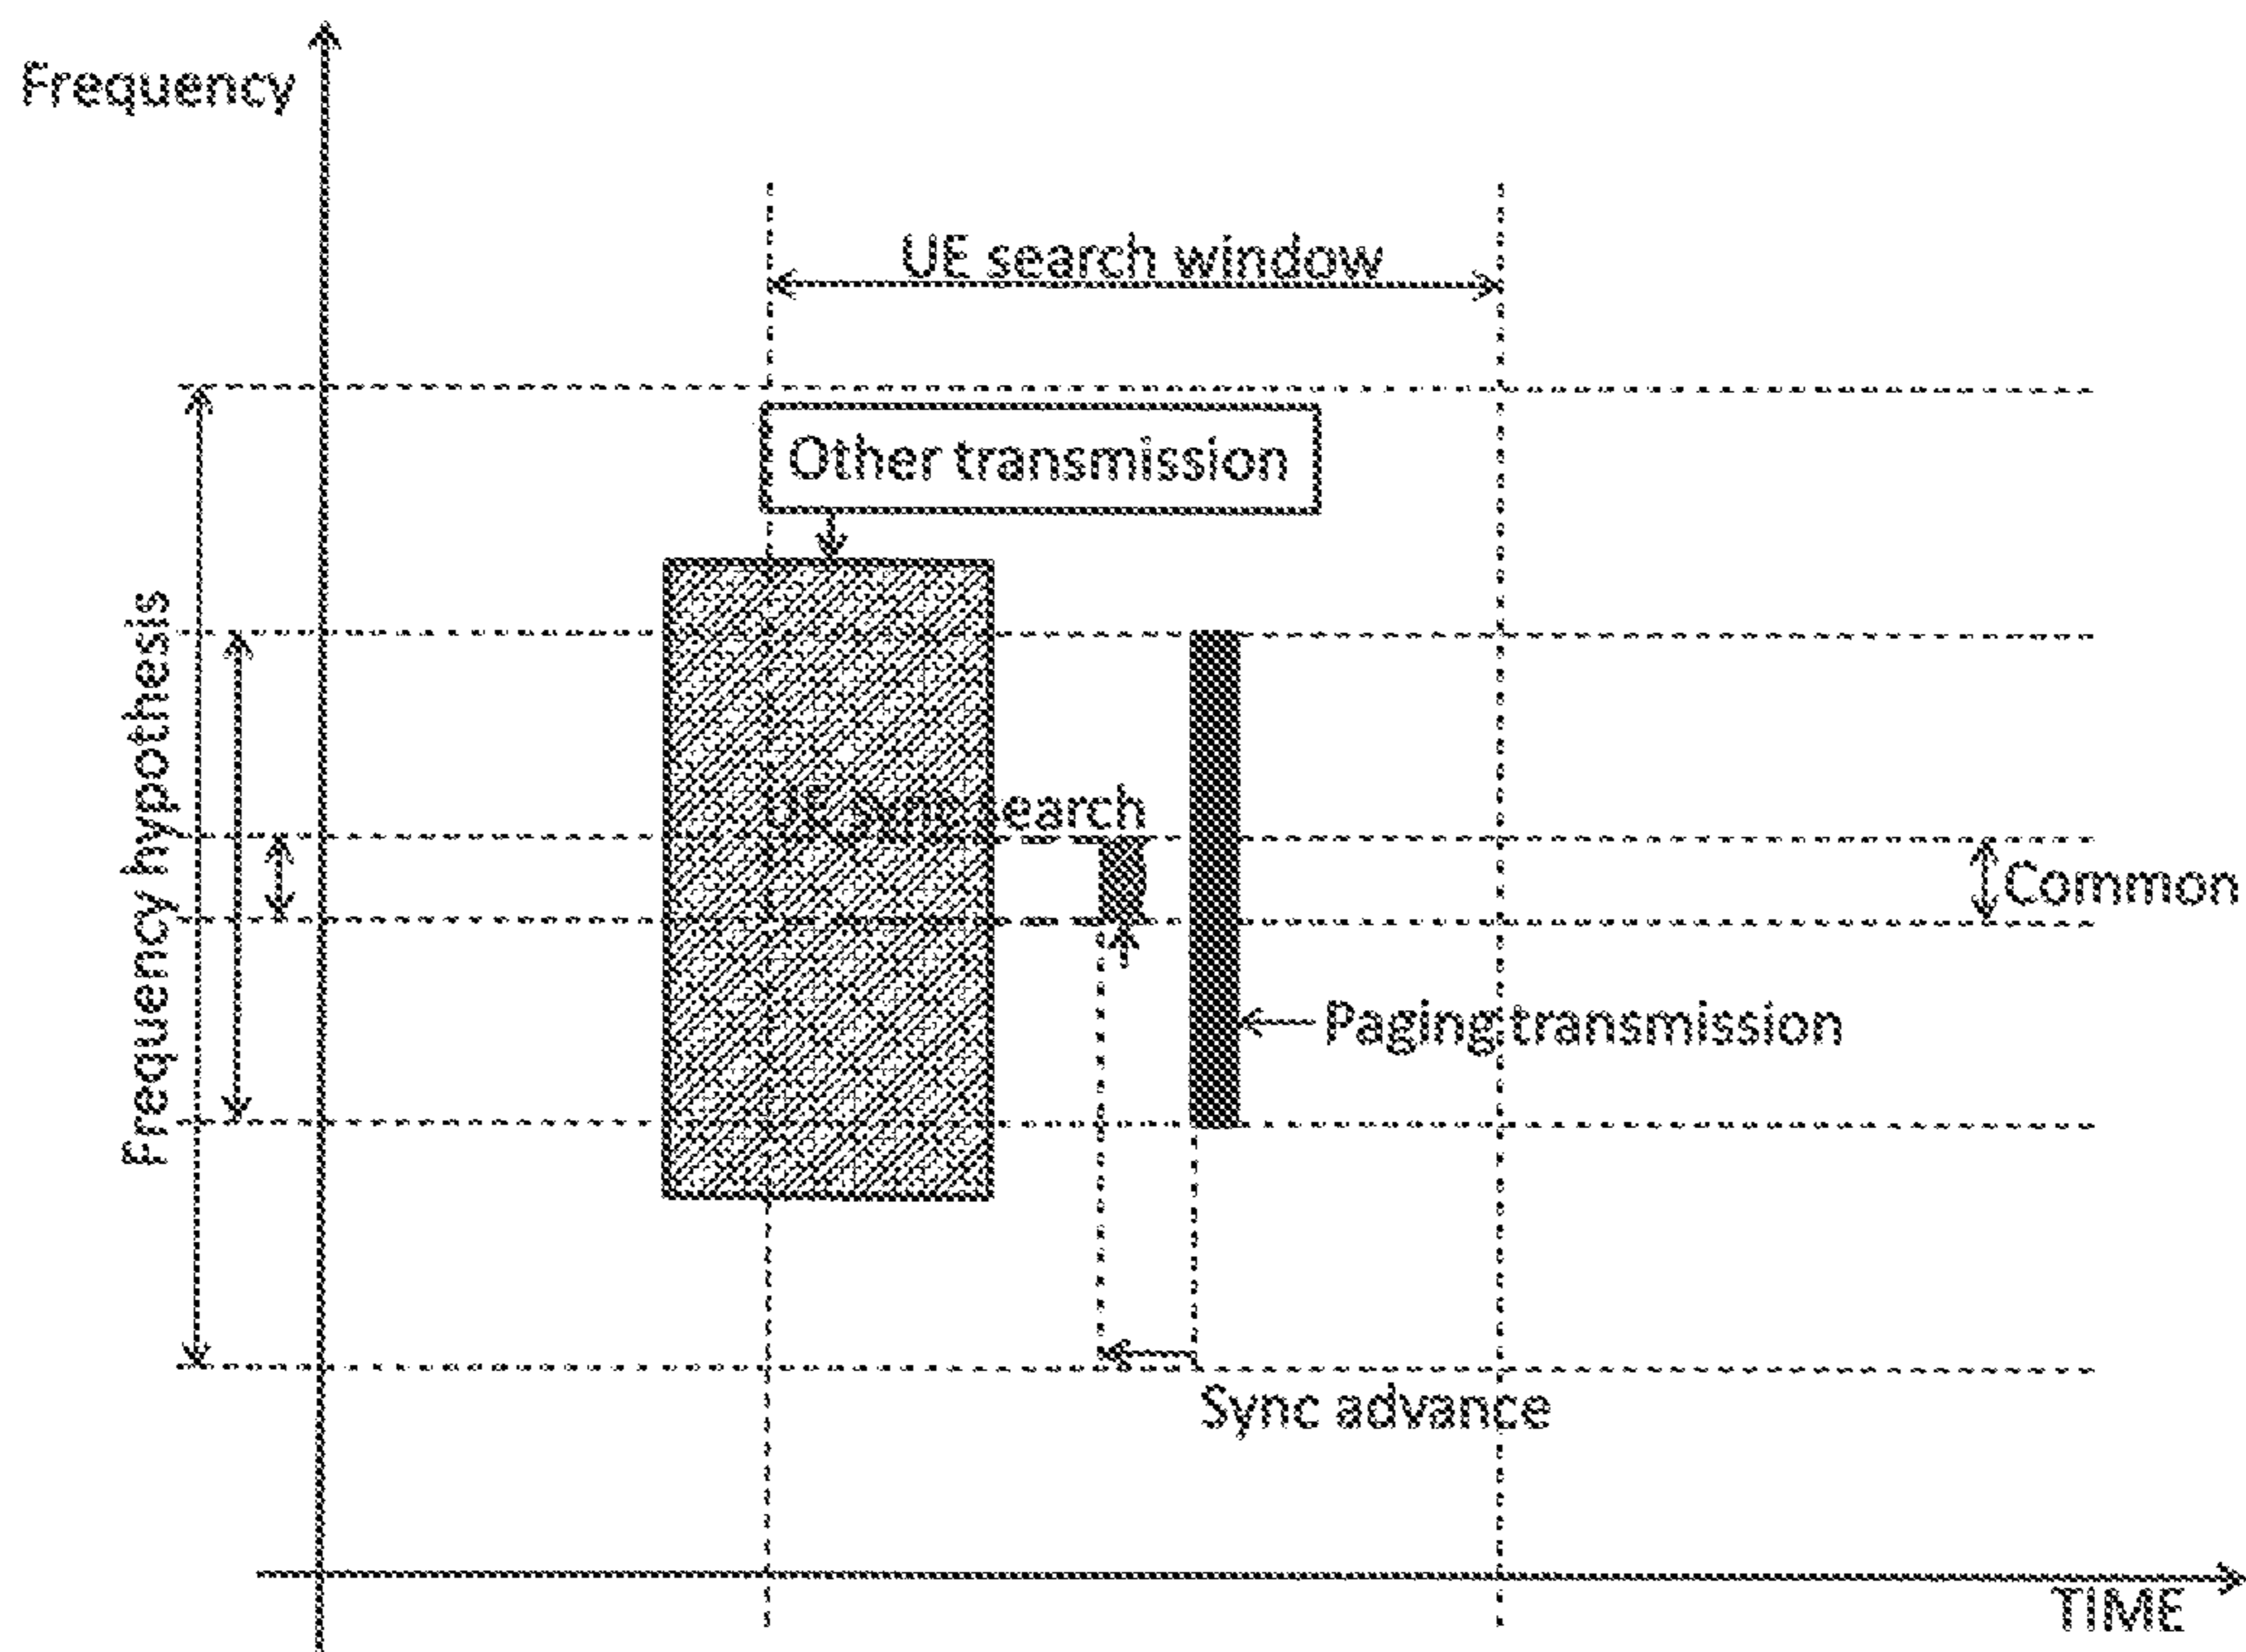 Frequency
UE search window
Other transmission
Frequency hypothesis
UE sync search
Common
Paging transmission
Sync advance
TIME